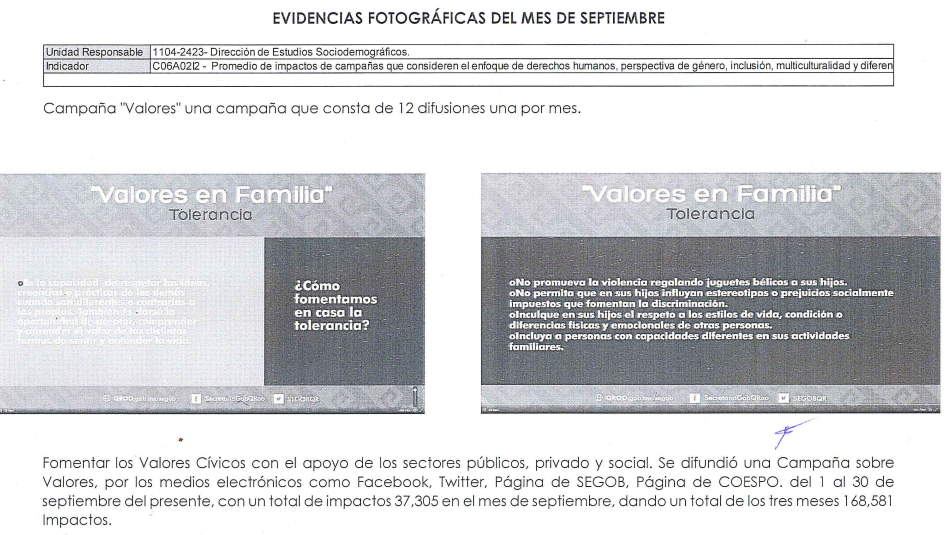 EVIDENCIAS FOTOGRÁFICAS DEL MES DE SEPTIEMBRE
Unidad Responsable 1104-2423- Dirección de Estudios Sociodemográficos.
Indicador C06A02I2 - Promedio de impactos de campañas que consideren el enfoque de derechos humanos, perspectiva de género, inclusión, multiculturalidad y diferen
Campaña "Valores" una campaña que consta de 12 difusiones una por mes.
"Valores en Familia"
Tolerancia
Es la capacidad de respetar las ideas,
creencias y prácticas de los demás
cuando son diferentes o contrarias a
las propias. También es darse la
oportunidad de aceptar, comprender
y aprender el valor de las distintas
formas de sentir y entender la vida.
¿Cómo
fomentamos
en casa la
tolerancia?
QROO.gob.mx/segob SecretariaGobQRoo SEGOBQR
"Valores en Familia"
Tolerancia
oNo promueva la violencia regalando juguetes bélicos a sus hijos.
oNo permita que en sus hijos influyan estereotipos o prejuicios socialmente
impuestos que fomentan la discriminación.
oInculque en sus hijos el respeto a los estilos de vida, condición o
diferencias físicas y emocionales de otras personas.
oIncluya a personas con capacidades diferentes en sus actividades
familiares.
QROO.gob.mx/segob SecretariaGobQRoo SEGOBQR
Fomentar los Valores Cívicos con el apoyo de los sectores públicos, privado y social. Se difundió una Campaña sobre
Valores, por los medios electrónicos como Facebook, Twitter, Página de SEGOB, Página de COESPO. del 1 al 30 de
septiembre del presente, con un total de impactos 37,305 en el mes de septiembre, dando un total de los tres meses 168,581
Impactos.